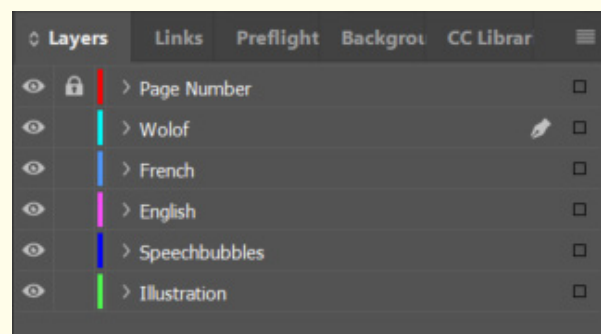 Layers Links Preflight Backgrou CC Librar
Page Number
Wolof
French
English
Speechbubbles
Illustration